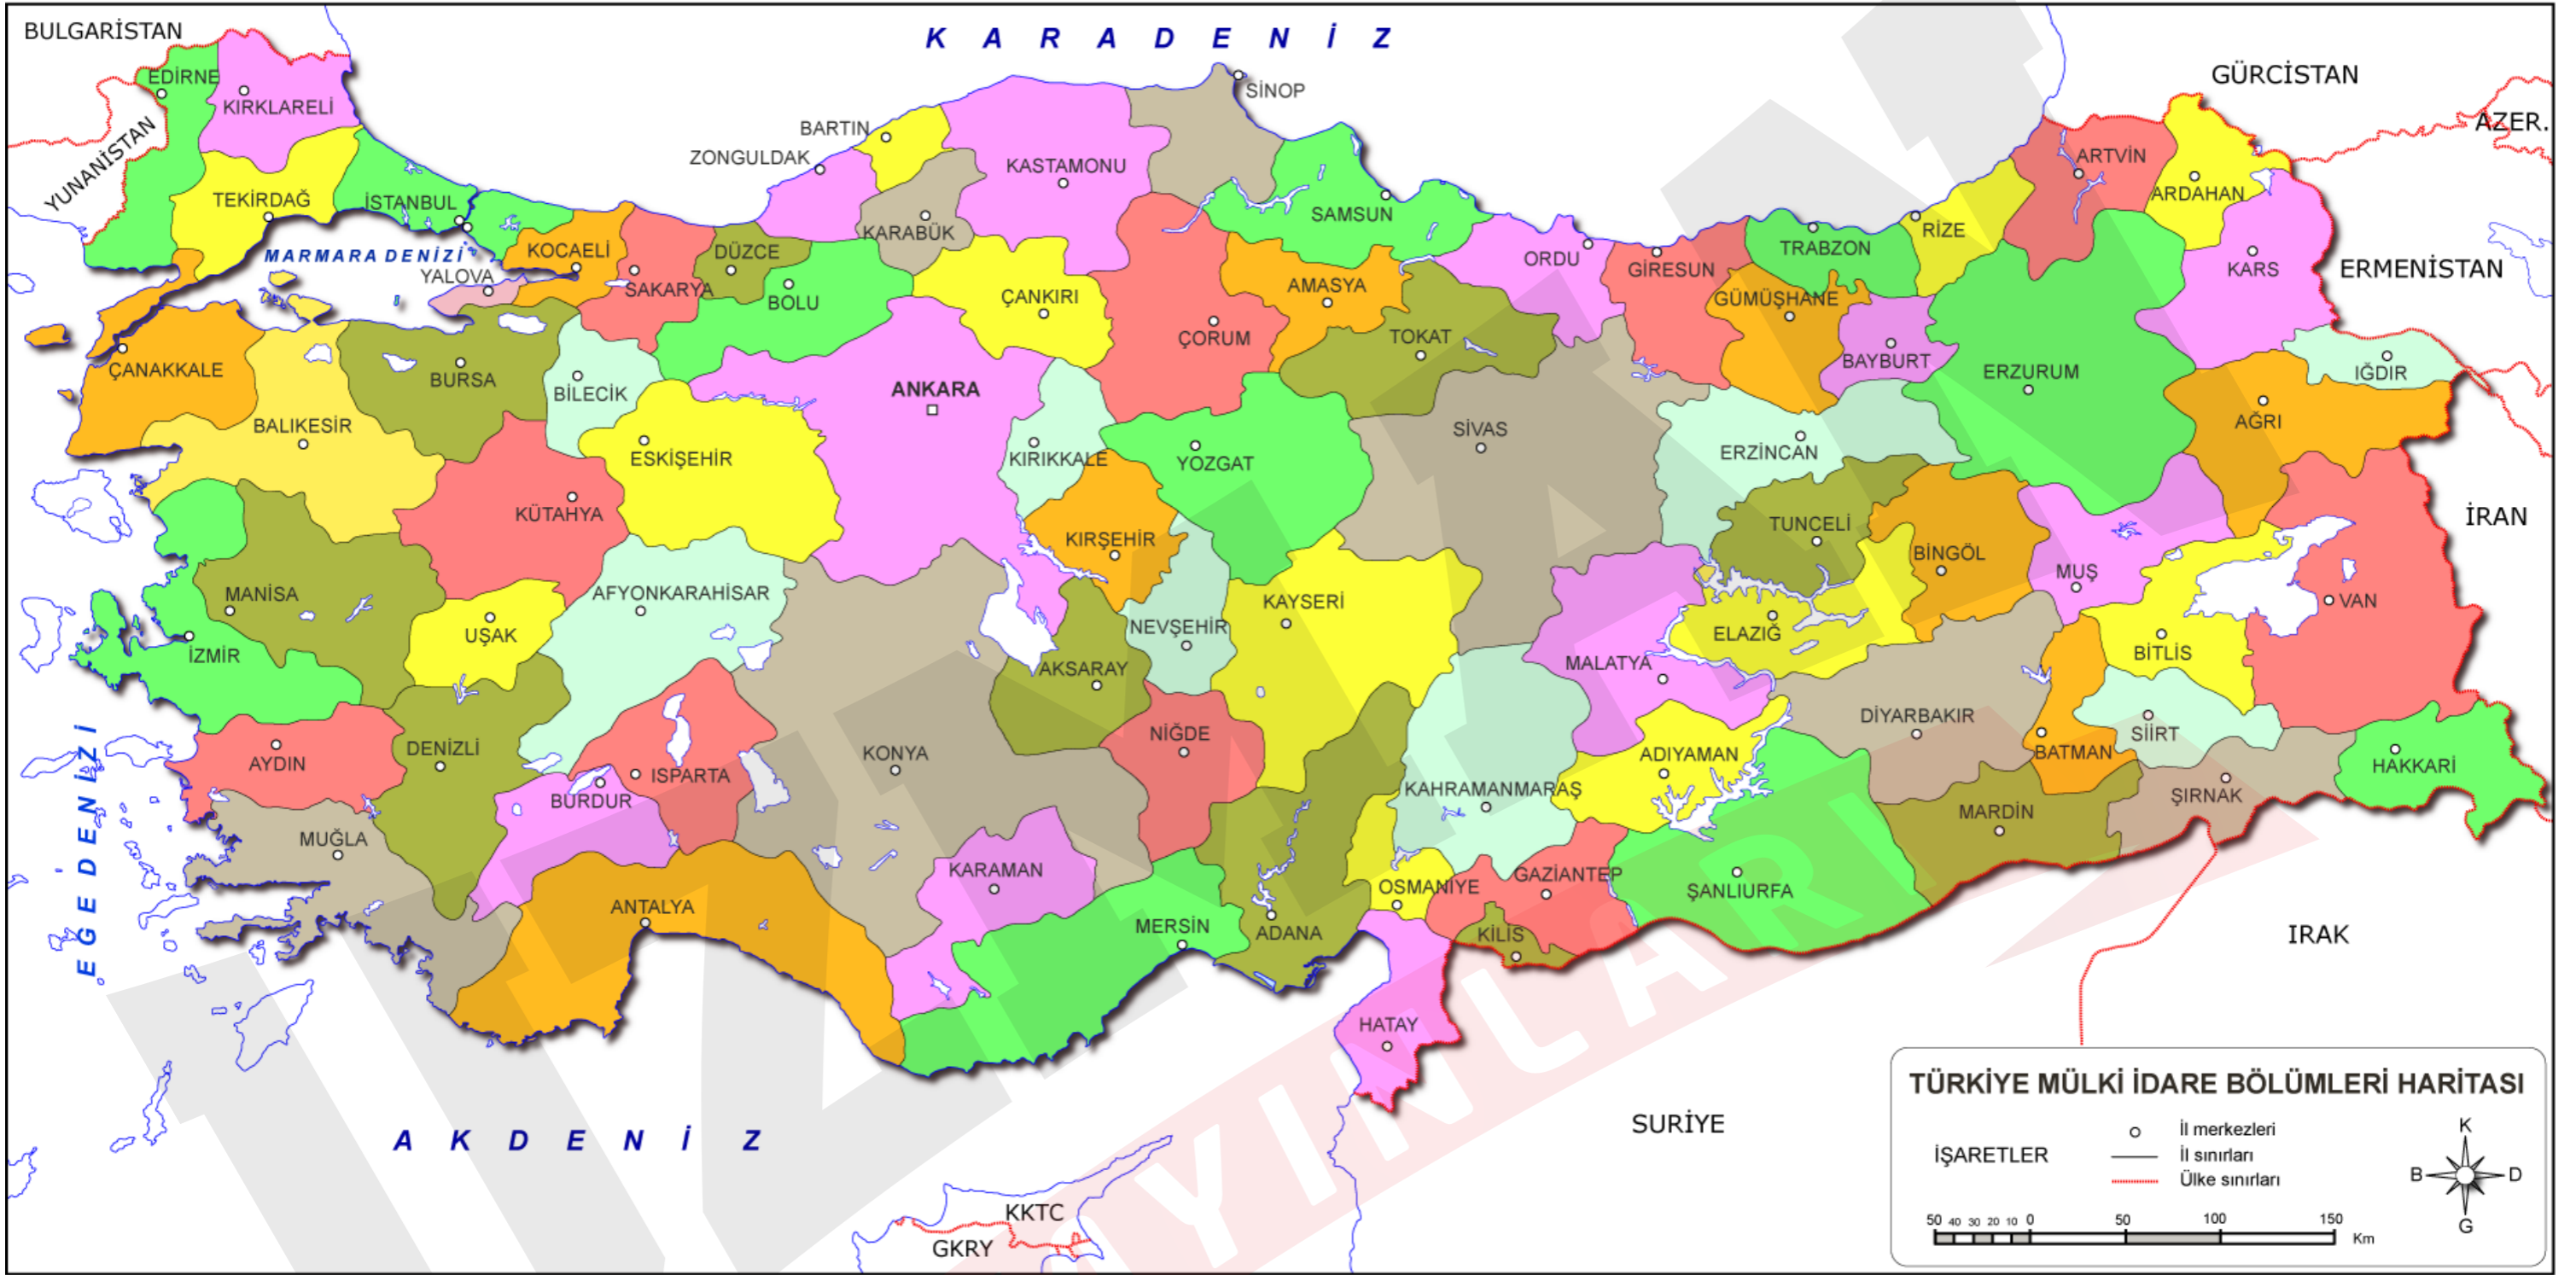 BULGARİSTAN
K A R A D E N İ Z
GÜRCİSTAN
AZER.
YUNANİSTAN
EDİRNE
KIRKLARELİ
TEKİRDAĞ
İSTANBUL
MARMARA DENİZİ
YALOVA
KOCAELİ
SAKARYA
DÜZCE
BOLU
ZONGULDAK
BARTIN
KARABÜK
KASTAMONU
SİNOP
SAMSUN
ÇANKIRI
ÇORUM
AMASYA
TOKAT
ORDU
GİRESUN
GÜMÜŞHANE
TRABZON
BAYBURT
RİZE
ARTVİN
ARDAHAN
KARS
ERMENİSTAN
IĞDIR
AĞRI
ERZURUM
ERZİNCAN
SİVAS
YOZGAT
KIRIKKALE
ANKARA
ESKİŞEHİR
BİLECİK
BURSA
BALIKESİR
ÇANAKKALE
KÜTAHYA
MANİSA
İZMİR
UŞAK
AFYONKARAHİSAR
KIRŞEHİR
NEVŞEHİR
AKSARAY
KAYSERİ
MALATYA
ELAZIĞ
TUNCELİ
BİNGÖL
MUŞ
BİTLİS
VAN
İRAN
HAKKARİ
ŞIRNAK
SİİRT
BATMAN
DİYARBAKIR
MARDİN
ŞANLIURFA
ADIYAMAN
KAHRAMANMARAŞ
GAZİANTEP
KİLİS
OSMANİYE
HATAY
ADANA
MERSİN
NİĞDE
KONYA
KARAMAN
ANTALYA
ISPARTA
BURDUR
DENİZLİ
AYDIN
MUĞLA
E G E D E N İ Z İ
A K D E N İ Z
KKTC
GKRY
SURİYE
IRAK
YAYINLARI
TÜRKİYE MÜLKİ İDARE BÖLÜMLERİ HARİTASI
İŞARETLER
İl merkezleri
İl sınırları
Ülke sınırları
K
B D
G
50 40 30 20 10 0 50 100 150
Km